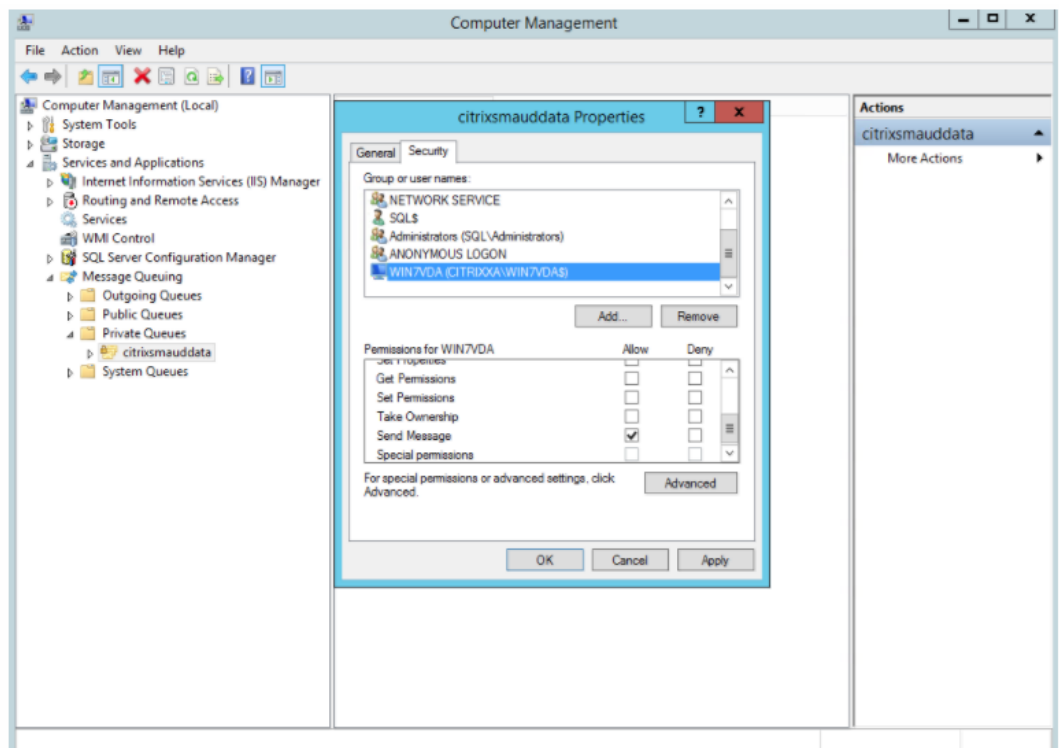 Computer Management
File Action View Help
Computer Management (Local)
System Tools
Storage
Services and Applications
Internet Information Services (IIS) Manager
Routing and Remote Access
Services
WMI Control
SQL Server Configuration Manager
Message Queuing
Outgoing Queues
Public Queues
Private Queues
citrixsmauddata
System Queues
citrixsmauddata Properties
? x
General Security
Group or user names:
NETWORK SERVICE
SQL$
Administrators (SQL\Administrators)
ANONYMOUS LOGON
WIN7VDA (CITRIXXA\WIN7VDA$)
Add... Remove
Permissions for WIN7VDA Allow Deny
Set Properties
Get Permissions
Set Permissions
Take Ownership
Send Message
Special permissions
For special permissions or advanced settings, click
Advanced.
Advanced
OK Cancel Apply
Actions
citrixsmauddata
More Actions